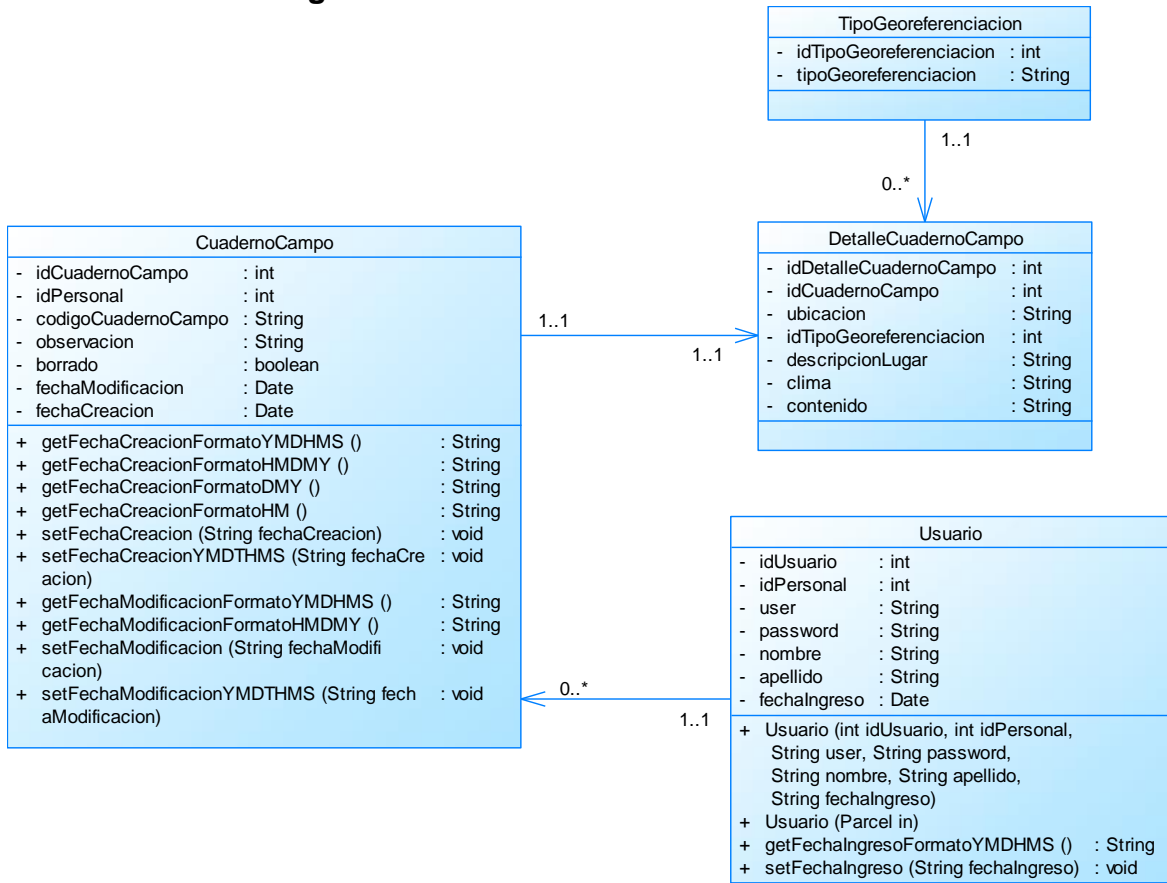 TipoGeoreferenciacion
- idTipoGeoreferenciacion : int
- tipoGeoreferenciacion : String
1..1
0..*
CuadernoCampo
- idCuadernoCampo : int
- idPersonal : int
- codigoCuadernoCampo : String
- observacion : String
- borrado : boolean
- fechaModificacion : Date
- fechaCreacion : Date
+ getFechaCreacionFormatoYMDHMS () : String
+ getFechaCreacionFormatoHMDMY () : String
+ getFechaCreacionFormatoDMY () : String
+ getFechaCreacionFormatoHM () : String
+ setFechaCreacion (String fechaCreacion) : void
+ setFechaCreacionYMDTHMS (String fechaCre : void
acion)
+ getFechaModificacionFormatoYMDHMS () : String
+ getFechaModificacionFormatoHMDMY () : String
+ setFechaModificacion (String fechaModifi : void
cacion)
+ setFechaModificacionYMDTHMS (String fech : void
aModificacion)
1..1
1..1
DetalleCuadernoCampo
- idDetalleCuadernoCampo : int
- idCuadernoCampo : int
- ubicacion : String
- idTipoGeoreferenciacion : int
- descripcionLugar : String
- clima : String
- contenido : String
0..*
1..1
Usuario
- idUsuario : int
- idPersonal : int
- user : String
- password : String
- nombre : String
- apellido : String
- fechaIngreso : Date
+ Usuario (int idUsuario, int idPersonal,
String user, String password,
String nombre, String apellido,
String fechaIngreso)
+ Usuario (Parcel in)
+ getFechaIngresoFormatoYMDHMS () : String
+ setFechaIngreso (String fechaIngreso) : void